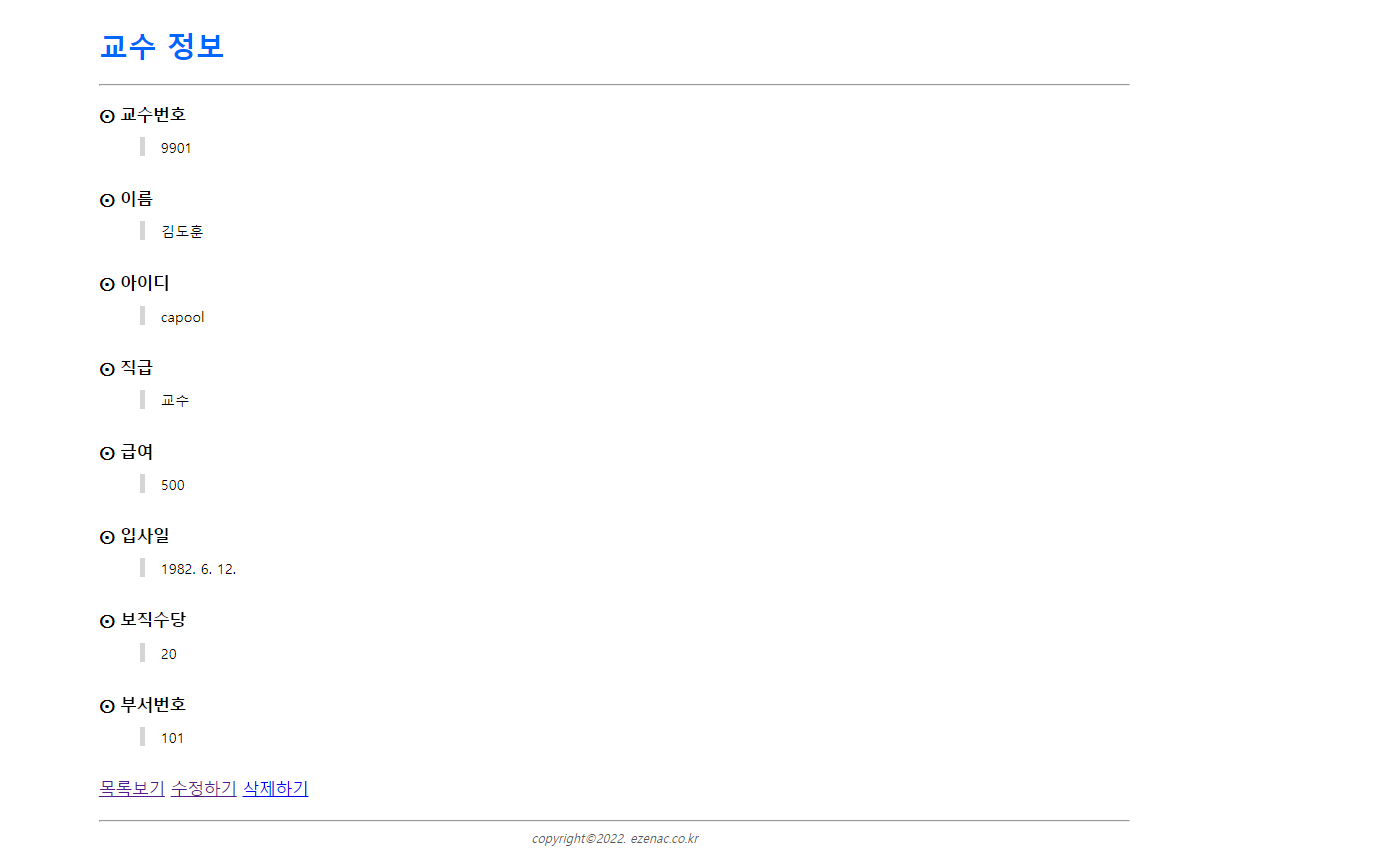 교수 정보
⊙ 교수번호
9901
⊙ 이름
김도훈
⊙ 아이디
capool
⊙ 직급
교수
⊙ 급여
500
⊙ 입사일
1982. 6. 12.
⊙ 보직수당
20
⊙ 부서번호
101
목록보기 수정하기 삭제하기
copyright©2022. ezenac.co.kr